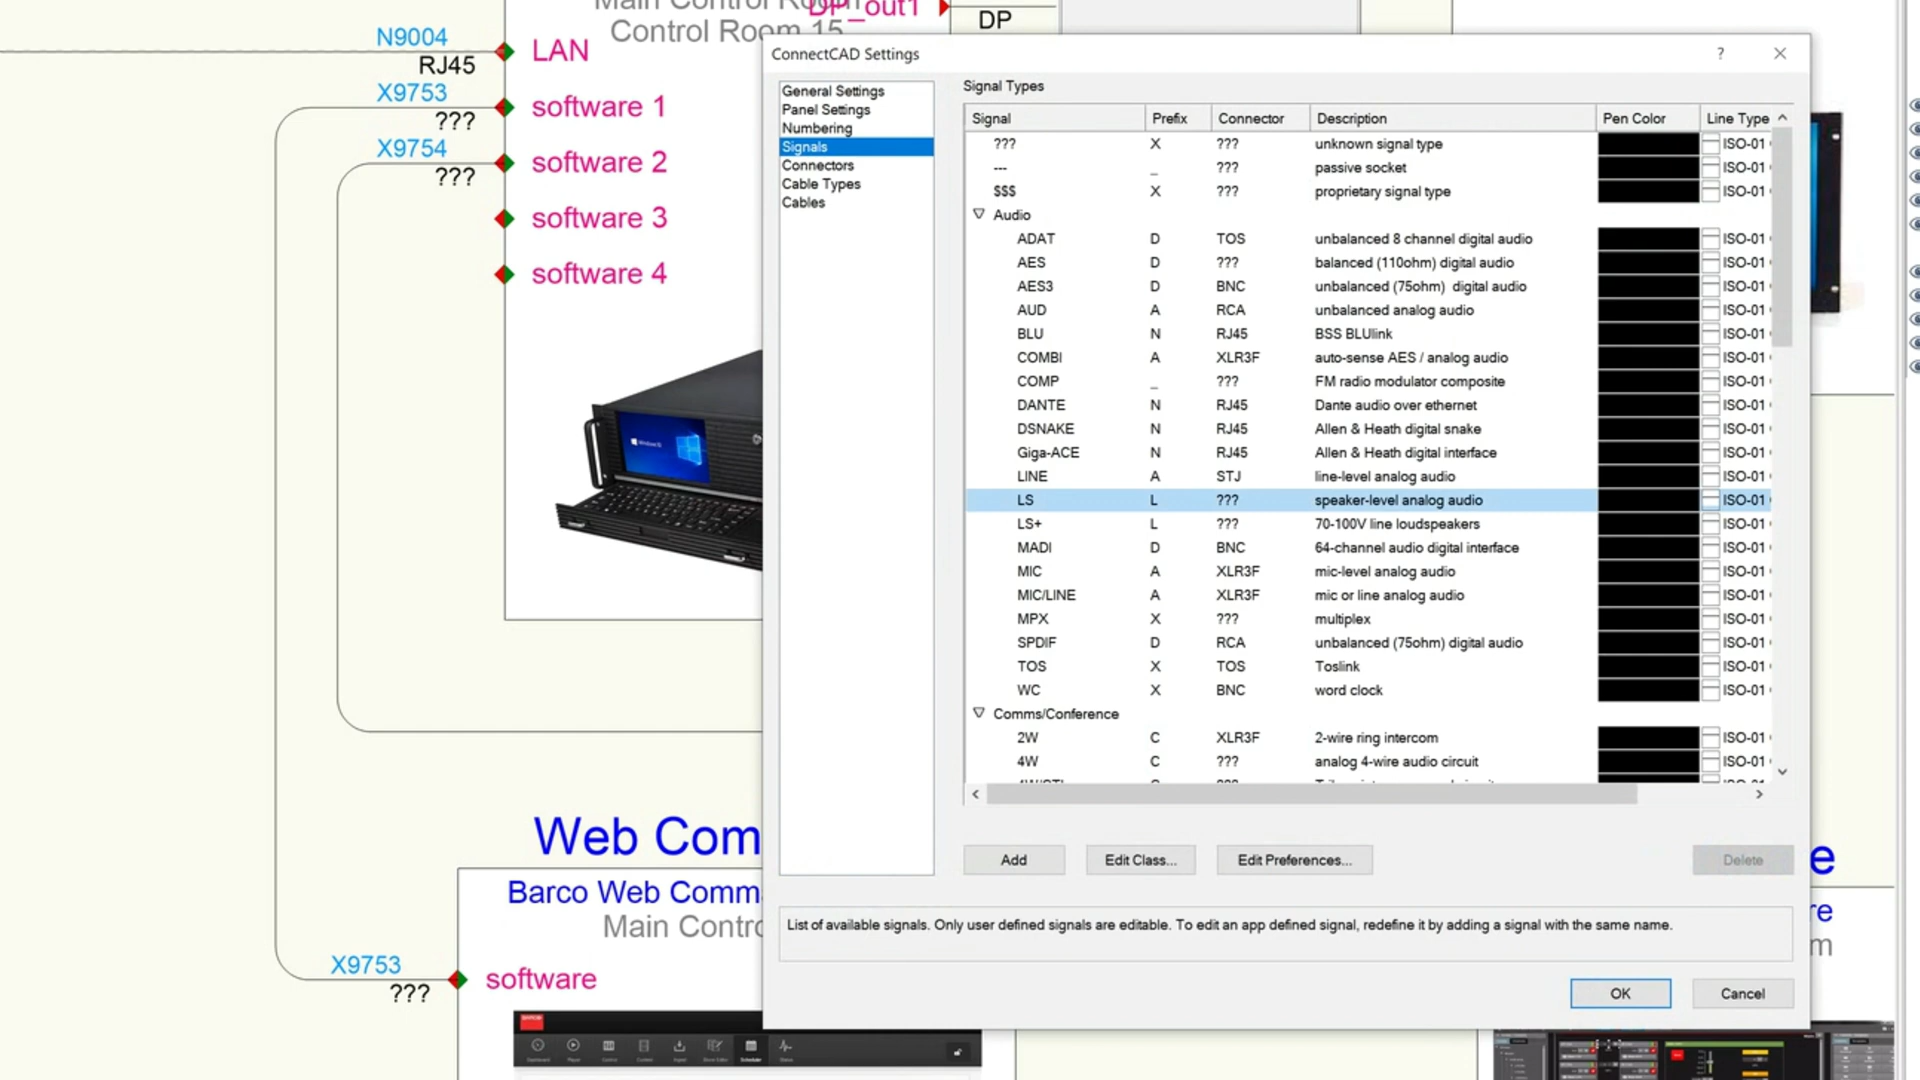 Main Control Room
Control Room 15
DP_out1
DP
N9004
RJ45
LAN
X9753
???
software 1
X9754
???
software 2
software 3
software 4
Web Com
Barco Web Comm
Main Contro
X9753
???
software
e
re
m
ConnectCAD Settings
?
General Settings
Panel Settings
Numbering
Signals
Connectors
Cable Types
Cables
Signal Types
Signal Prefix Connector Description Pen Color Line Type
??? X ??? unknown signal type ISO-01
--- _ ??? passive socket ISO-01
$$$ X ??? proprietary signal type ISO-01
Audio
ADAT D TOS unbalanced 8 channel digital audio ISO-01
AES D ??? balanced (110ohm) digital audio ISO-01
AES3 D BNC unbalanced (75ohm) digital audio ISO-01
AUD A RCA unbalanced analog audio ISO-01
BLU N RJ45 BSS BLUlink ISO-01
COMBI A XLR3F auto-sense AES / analog audio ISO-01
COMP _ ??? FM radio modulator composite ISO-01
DANTE N RJ45 Dante audio over ethernet ISO-01
DSNAKE N RJ45 Allen & Heath digital snake ISO-01
Giga-ACE N RJ45 Allen & Heath digital interface ISO-01
LINE A STJ line-level analog audio ISO-01
LS L ??? speaker-level analog audio ISO-01
LS+ L ??? 70-100V line loudspeakers ISO-01
MADI D BNC 64-channel audio digital interface ISO-01
MIC A XLR3F mic-level analog audio ISO-01
MIC/LINE A XLR3F mic or line analog audio ISO-01
MPX X ??? multiplex ISO-01
SPDIF D RCA unbalanced (75ohm) digital audio ISO-01
TOS X TOS Toslink ISO-01
WC X BNC word clock ISO-01
Comms/Conference
2W C XLR3F 2-wire ring intercom ISO-01
4W C ??? analog 4-wire audio circuit ISO-01
Add Edit Class... Edit Preferences... Delete
List of available signals. Only user defined signals are editable. To edit an app defined signal, redefine it by adding a signal with the same name.
OK Cancel